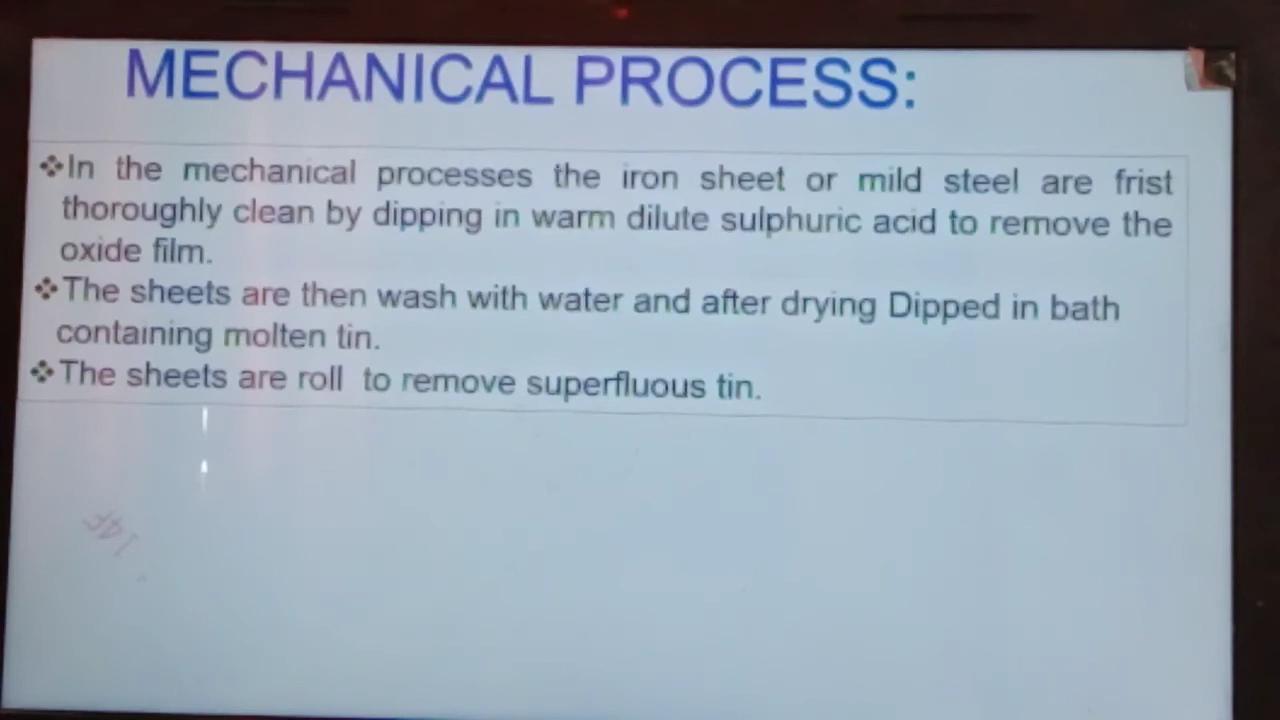 MECHANICAL PROCESS:
❖In the mechanical processes the iron sheet or mild steel are frist
thoroughly clean by dipping in warm dilute sulphuric acid to remove the
oxide film.
❖The sheets are then wash with water and after drying Dipped in bath
containing molten tin.
❖The sheets are roll to remove superfluous tin.